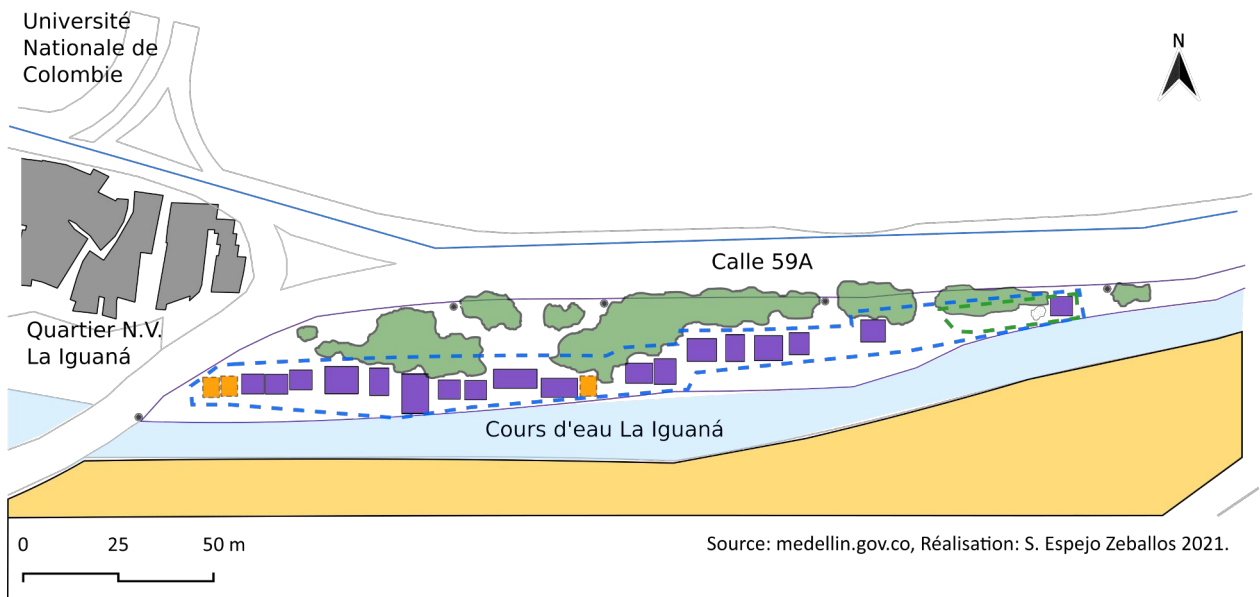 Université
Nationale de
Colombie
N
Calle 59A
Quartier N.V.
La Iguaná
Cours d'eau La Iguaná
0 25 50 m
Source: medellin.gov.co, Réalisation: S. Espejo Zeballos 2021.